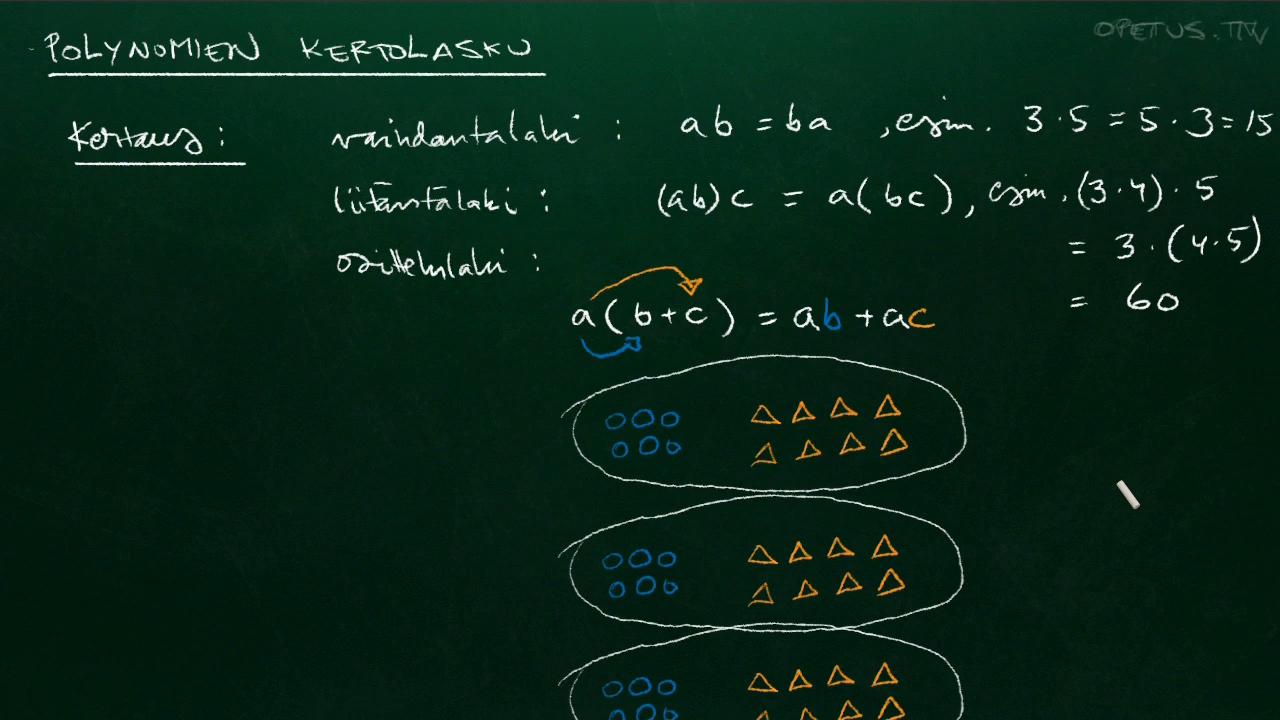 OPETUS.TV
POLYNOMIEN KERTOLASKU
Kertaus: vaihdantalaki: ab = ba , esim. 3·5 = 5·3 = 15
liitäntälaki: (ab)c = a(bc), esim. (3·4)·5
= 3·(4·5)
osittelulaki:
= 60
a(b+c) = ab + ac